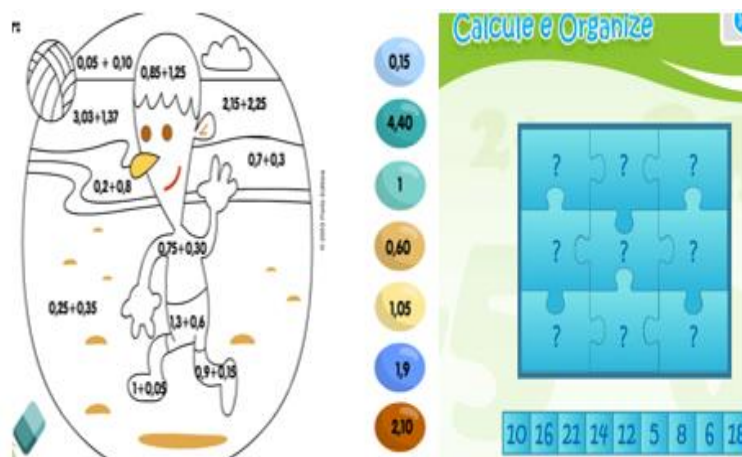 0,05 + 0,10
0,85+1,25
3,03+1,37
2,15+2,25
0,7+0,3
0,2+0,8
0,75+0,30
0,25+0,35
1,3+0,6
0,9+0,15
1+0,05
0,15
4,40
1
0,60
1,05
1,9
2,10
Calcule e Organize
? ? ?
? ? ?
? ? ?
10 16 21 14 12 5 8 6 18